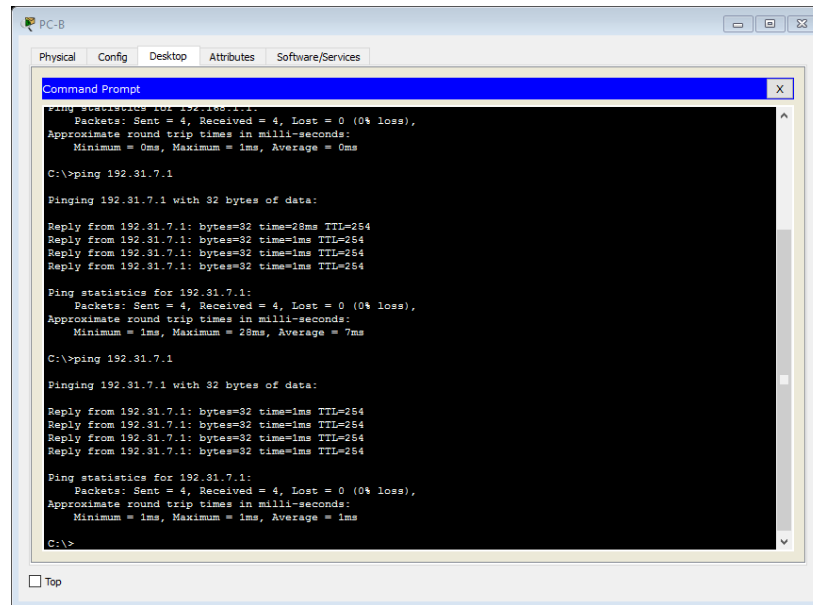 PC-B
Physical Config Desktop Attributes Software/Services
Command Prompt X
Ping statistics for 192.168.1.1:
Packets: Sent = 4, Received = 4, Lost = 0 (0% loss),
Approximate round trip times in milli-seconds:
Minimum = 0ms, Maximum = 1ms, Average = 0ms
C:\>ping 192.31.7.1
Pinging 192.31.7.1 with 32 bytes of data:
Reply from 192.31.7.1: bytes=32 time=28ms TTL=254
Reply from 192.31.7.1: bytes=32 time=1ms TTL=254
Reply from 192.31.7.1: bytes=32 time=1ms TTL=254
Reply from 192.31.7.1: bytes=32 time=1ms TTL=254
Ping statistics for 192.31.7.1:
Packets: Sent = 4, Received = 4, Lost = 0 (0% loss),
Approximate round trip times in milli-seconds:
Minimum = 1ms, Maximum = 28ms, Average = 7ms
C:\>ping 192.31.7.1
Pinging 192.31.7.1 with 32 bytes of data:
Reply from 192.31.7.1: bytes=32 time=1ms TTL=254
Reply from 192.31.7.1: bytes=32 time=1ms TTL=254
Reply from 192.31.7.1: bytes=32 time=1ms TTL=254
Reply from 192.31.7.1: bytes=32 time=1ms TTL=254
Ping statistics for 192.31.7.1:
Packets: Sent = 4, Received = 4, Lost = 0 (0% loss),
Approximate round trip times in milli-seconds:
Minimum = 1ms, Maximum = 1ms, Average = 1ms
C:\>
Top